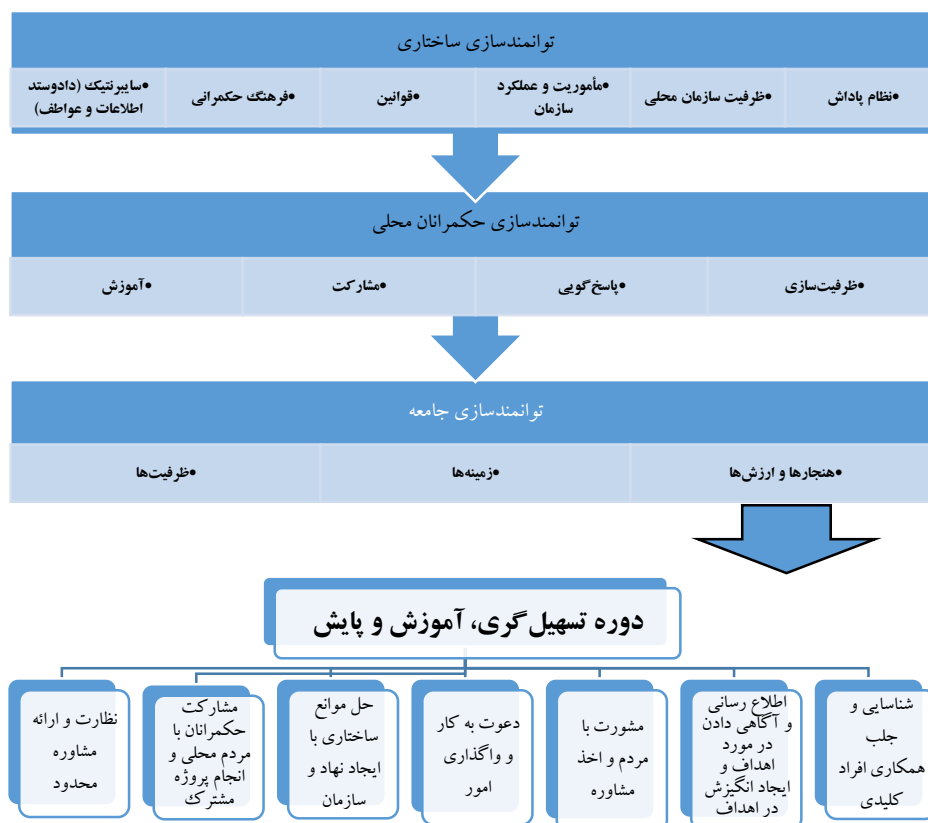 توانمندسازی ساختاری
•نظام پاداش
•ظرفیت سازمان محلی
•مأموریت و عملکرد
سازمان
•قوانین
•فرهنگ حکمرانی
•سایبرنتیک (دادوستد
اطلاعات و عواطف)
توانمندسازی حکمرانان محلی
•ظرفیت‌سازی
•پاسخ‌گویی
•مشارکت
•آموزش
توانمندسازی جامعه
•هنجارها و ارزش‌ها
•زمینه‌ها
•ظرفیت‌ها
دوره تسهیل‌گری، آموزش و پایش
شناسایی و
جلب
همکاری افراد
کلیدی
اطلاع رسانی
و آگاهی دادن
در مورد
اهداف و
ایجاد انگیزش
در اهداف
مشورت با
مردم و اخذ
مشاوره
دعوت به کار
و واگذاری
امور
حل موانع
ساختاری با
ایجاد نهاد و
سازمان
مشارکت
حکمرانان با
مردم محلی و
انجام پروژه
مشترک
نظارت و ارائه
مشاوره
محدود